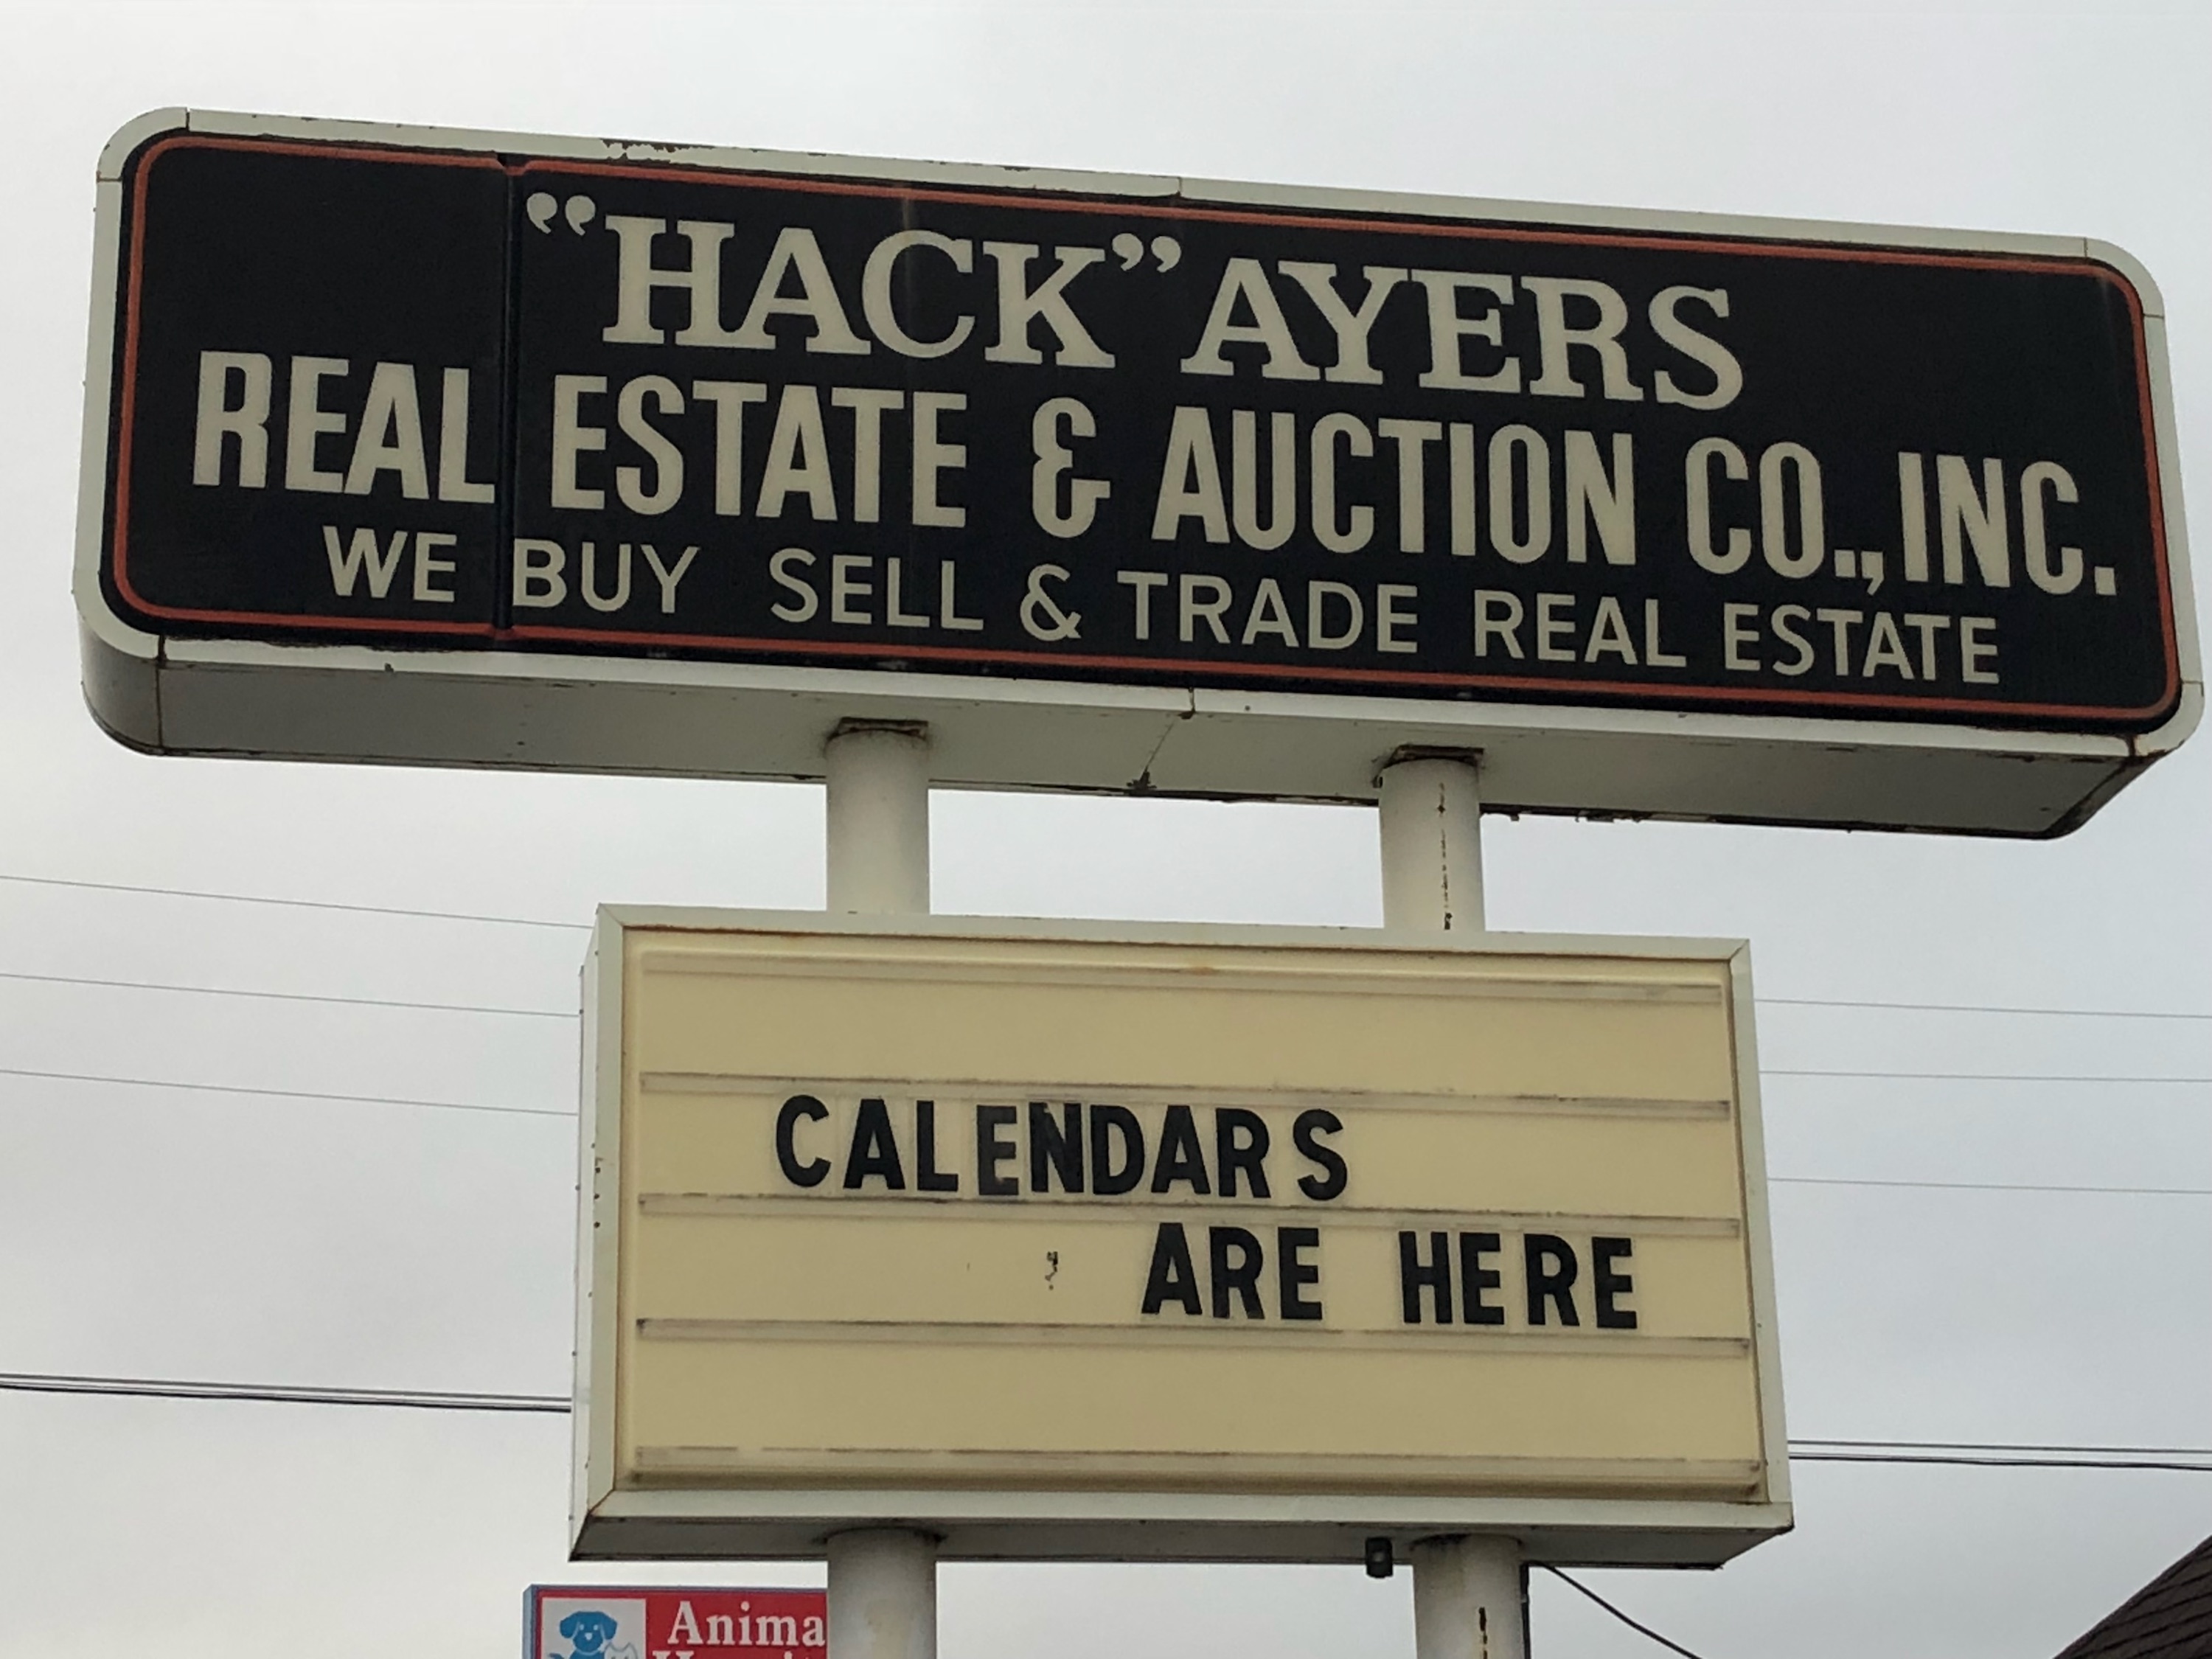 "HACK" AYERS
REAL ESTATE & AUCTION CO., INC.
WE BUY SELL & TRADE REAL ESTATE
CALENDARS
ARE HERE
Anima